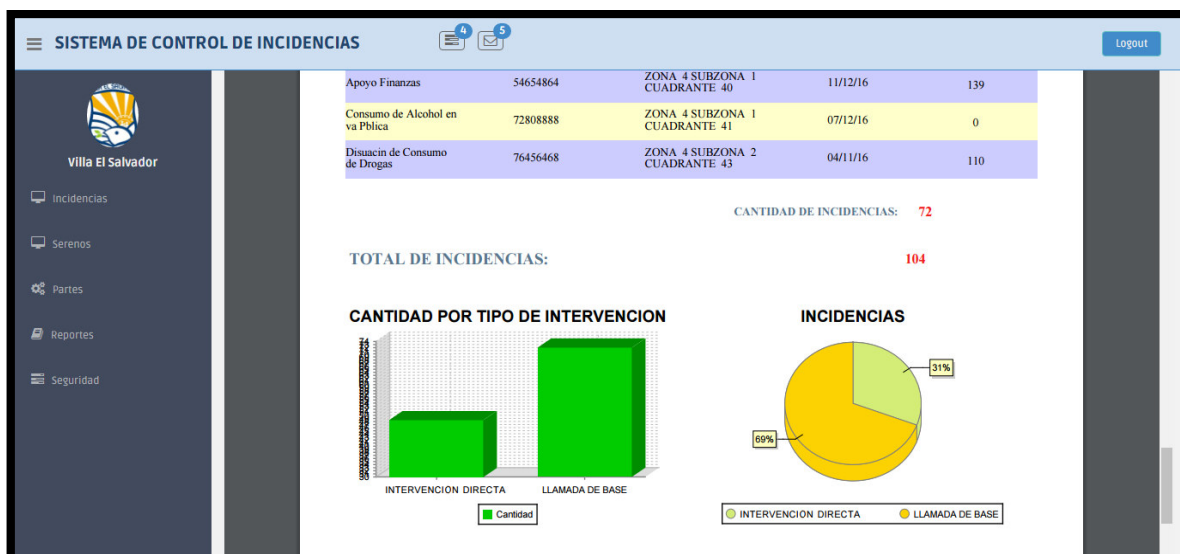 SISTEMA DE CONTROL DE INCIDENCIAS
4
5
Logout
Villa El Salvador
Incidencias
Serenos
Partes
Reportes
Seguridad
Apoyo Finanzas 54654864 ZONA 4 SUBZONA 1 CUADRANTE 40 11/12/16 139
Consumo de Alcohol en va Pblica 72808888 ZONA 4 SUBZONA 1 CUADRANTE 41 07/12/16 0
Disuacin de Consumo de Drogas 76456468 ZONA 4 SUBZONA 2 CUADRANTE 43 04/11/16 110
CANTIDAD DE INCIDENCIAS: 72
TOTAL DE INCIDENCIAS: 104
CANTIDAD POR TIPO DE INTERVENCION
INTERVENCION DIRECTA LLAMADA DE BASE
Cantidad
INCIDENCIAS
31%
69%
INTERVENCION DIRECTA LLAMADA DE BASE